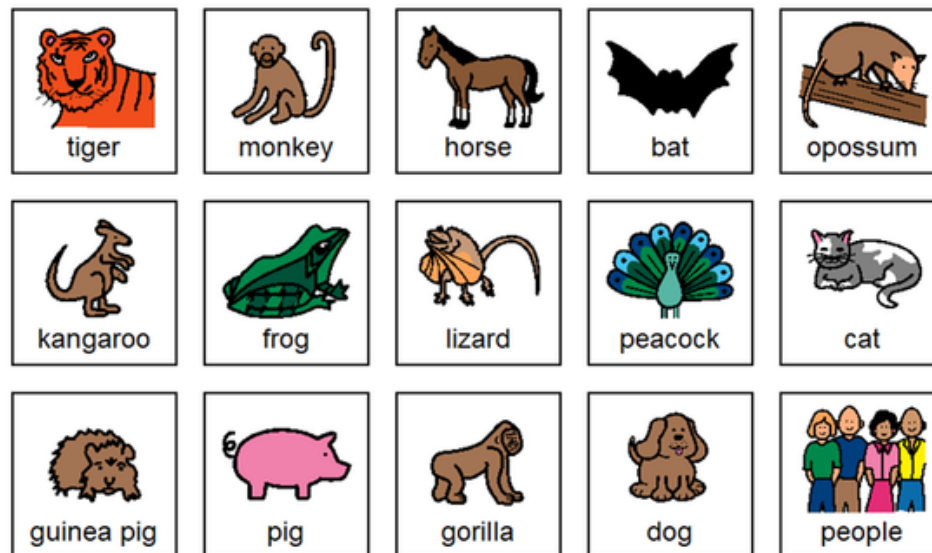 tiger
monkey
horse
bat
opossum
kangaroo
frog
lizard
peacock
cat
guinea pig
pig
gorilla
dog
people